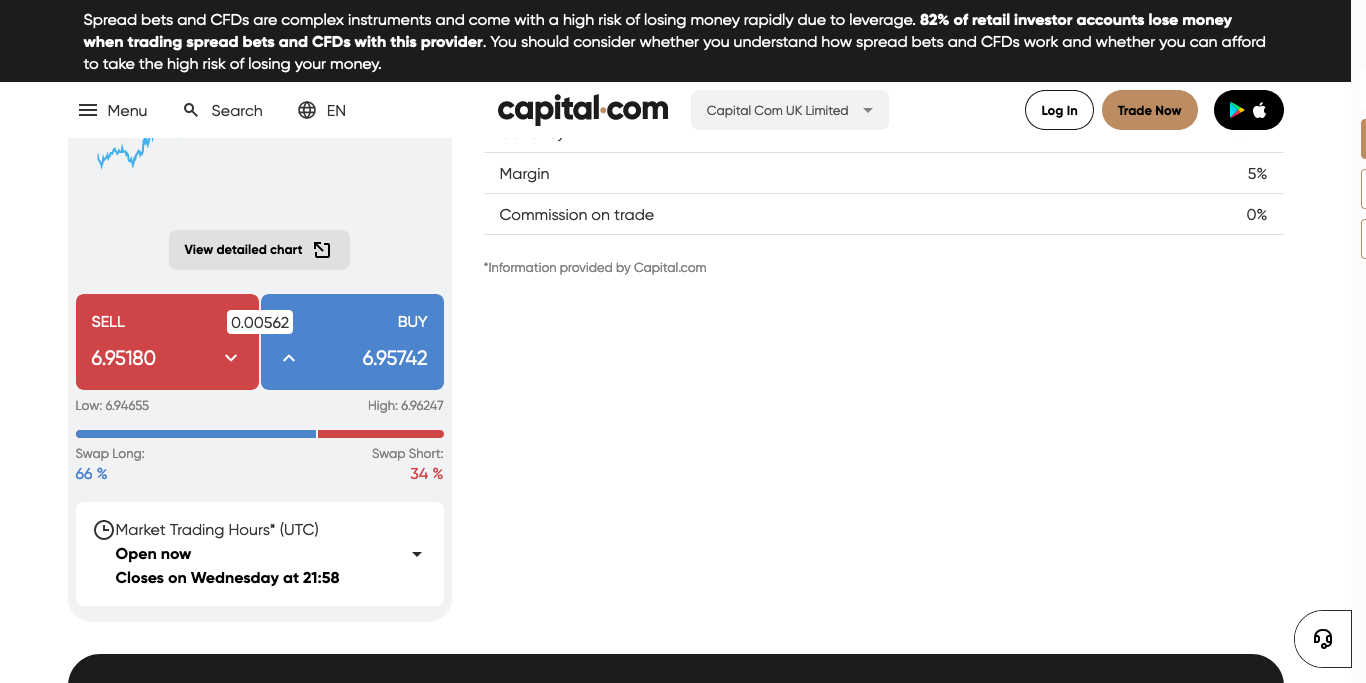 Spread bets and CFDs are complex instruments and come with a high risk of losing money rapidly due to leverage. 82% of retail investor accounts lose money
when trading spread bets and CFDs with this provider. You should consider whether you understand how spread bets and CFDs work and whether you can afford
to take the high risk of losing your money.
Menu
Search
EN
capital.com
Capital Com UK Limited
Log In
Trade Now
Margin 5%
Commission on trade 0%
*Information provided by Capital.com
View detailed chart
SELL 0.00562 BUY
6.95180 6.95742
Low: 6.94655 High: 6.96247
Swap Long: Swap Short:
66 % 34 %
Market Trading Hours* (UTC)
Open now
Closes on Wednesday at 21:58